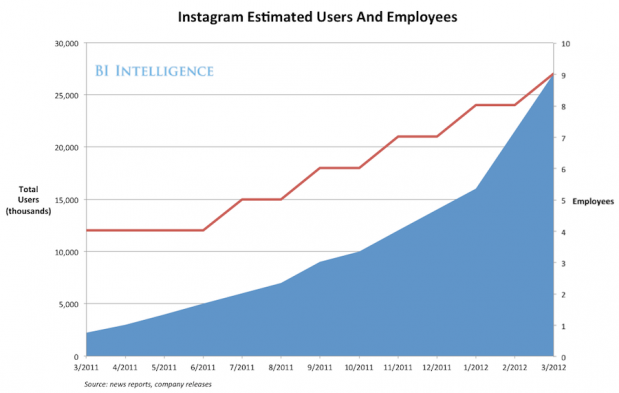 Instagram Estimated Users And Employees
BI INTELLIGENCE
Total
Users
(thousands)
30,000
25,000
20,000
15,000
10,000
5,000
0
10
9
8
7
6
5
4
3
2
1
0
Employees
3/2011 4/2011 5/2011 6/2011 7/2011 8/2011 9/2011 10/2011 11/2011 12/2011 1/2012 2/2012 3/2012
Source: news reports, company releases